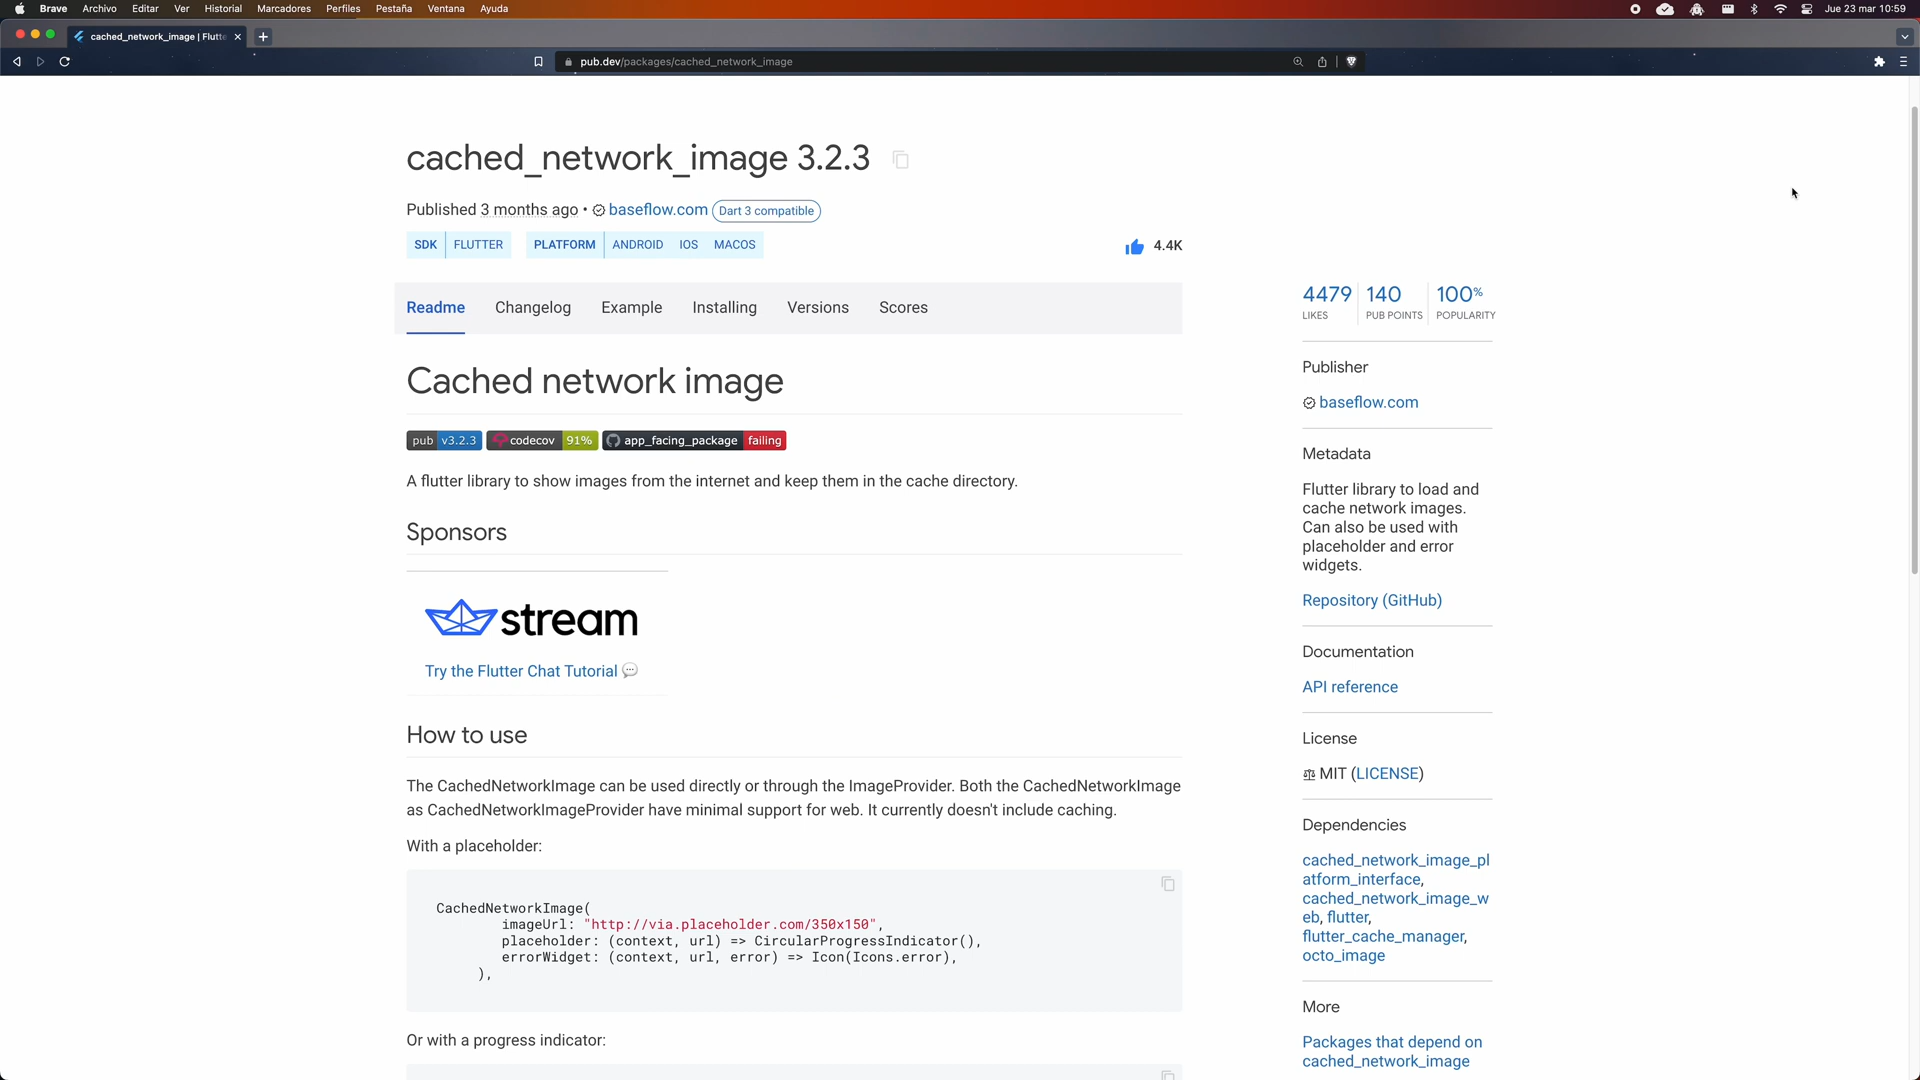 Brave Archivo Editar Ver Historial Marcadores Perfiles Pestaña Ventana Ayuda Jue 23 mar 10:59
cached_network_image | Flutte
pub.dev/packages/cached_network_image
cached_network_image 3.2.3
Published 3 months ago • baseflow.com Dart 3 compatible
SDK FLUTTER PLATFORM ANDROID IOS MACOS 4.4K
Readme Changelog Example Installing Versions Scores
Cached network image
pub v3.2.3 codecov 91% app_facing_package failing
A flutter library to show images from the internet and keep them in the cache directory.
Sponsors
stream
Try the Flutter Chat Tutorial 💬
How to use
The CachedNetworkImage can be used directly or through the ImageProvider. Both the CachedNetworkImage
as CachedNetworkImageProvider have minimal support for web. It currently doesn't include caching.
With a placeholder:
CachedNetworkImage(
imageUrl: "http://via.placeholder.com/350x150",
placeholder: (context, url) => CircularProgressIndicator(),
errorWidget: (context, url, error) => Icon(Icons.error),
),
Or with a progress indicator:
4479 140 100%
LIKES PUB POINTS POPULARITY
Publisher
baseflow.com
Metadata
Flutter library to load and
cache network images.
Can also be used with
placeholder and error
widgets.
Repository (GitHub)
Documentation
API reference
License
MIT (LICENSE)
Dependencies
cached_network_image_pl
atform_interface,
cached_network_image_w
eb, flutter,
flutter_cache_manager,
octo_image
More
Packages that depend on
cached_network_image